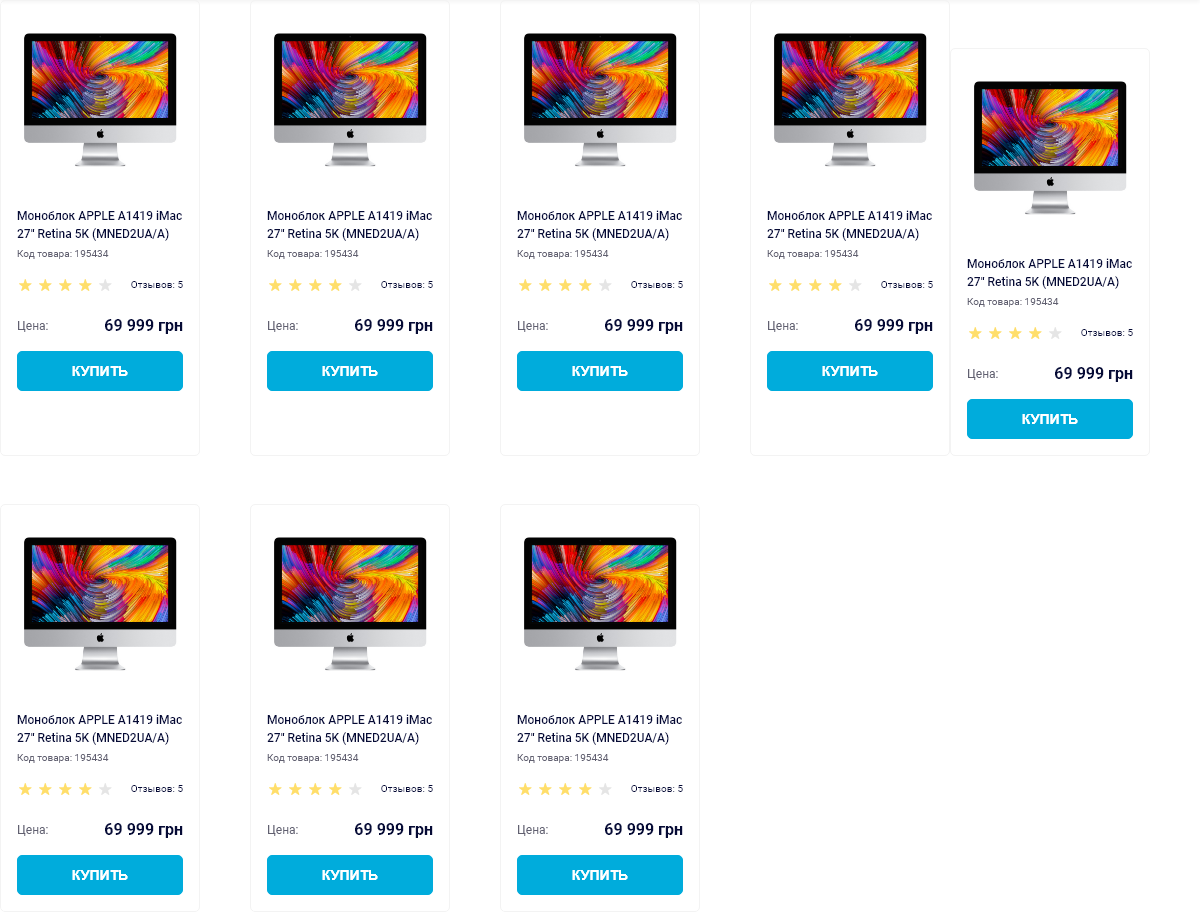 Моноблок APPLE A1419 iMac
27" Retina 5K (MNED2UA/A)
Код товара: 195434
Отзывов: 5
Цена: 69 999 грн
КУПИТЬ
Моноблок APPLE A1419 iMac
27" Retina 5K (MNED2UA/A)
Код товара: 195434
Отзывов: 5
Цена: 69 999 грн
КУПИТЬ
Моноблок APPLE A1419 iMac
27" Retina 5K (MNED2UA/A)
Код товара: 195434
Отзывов: 5
Цена: 69 999 грн
КУПИТЬ
Моноблок APPLE A1419 iMac
27" Retina 5K (MNED2UA/A)
Код товара: 195434
Отзывов: 5
Цена: 69 999 грн
КУПИТЬ
Моноблок APPLE A1419 iMac
27" Retina 5K (MNED2UA/A)
Код товара: 195434
Отзывов: 5
Цена: 69 999 грн
КУПИТЬ
Моноблок APPLE A1419 iMac
27" Retina 5K (MNED2UA/A)
Код товара: 195434
Отзывов: 5
Цена: 69 999 грн
КУПИТЬ
Моноблок APPLE A1419 iMac
27" Retina 5K (MNED2UA/A)
Код товара: 195434
Отзывов: 5
Цена: 69 999 грн
КУПИТЬ
Моноблок APPLE A1419 iMac
27" Retina 5K (MNED2UA/A)
Код товара: 195434
Отзывов: 5
Цена: 69 999 грн
КУПИТЬ